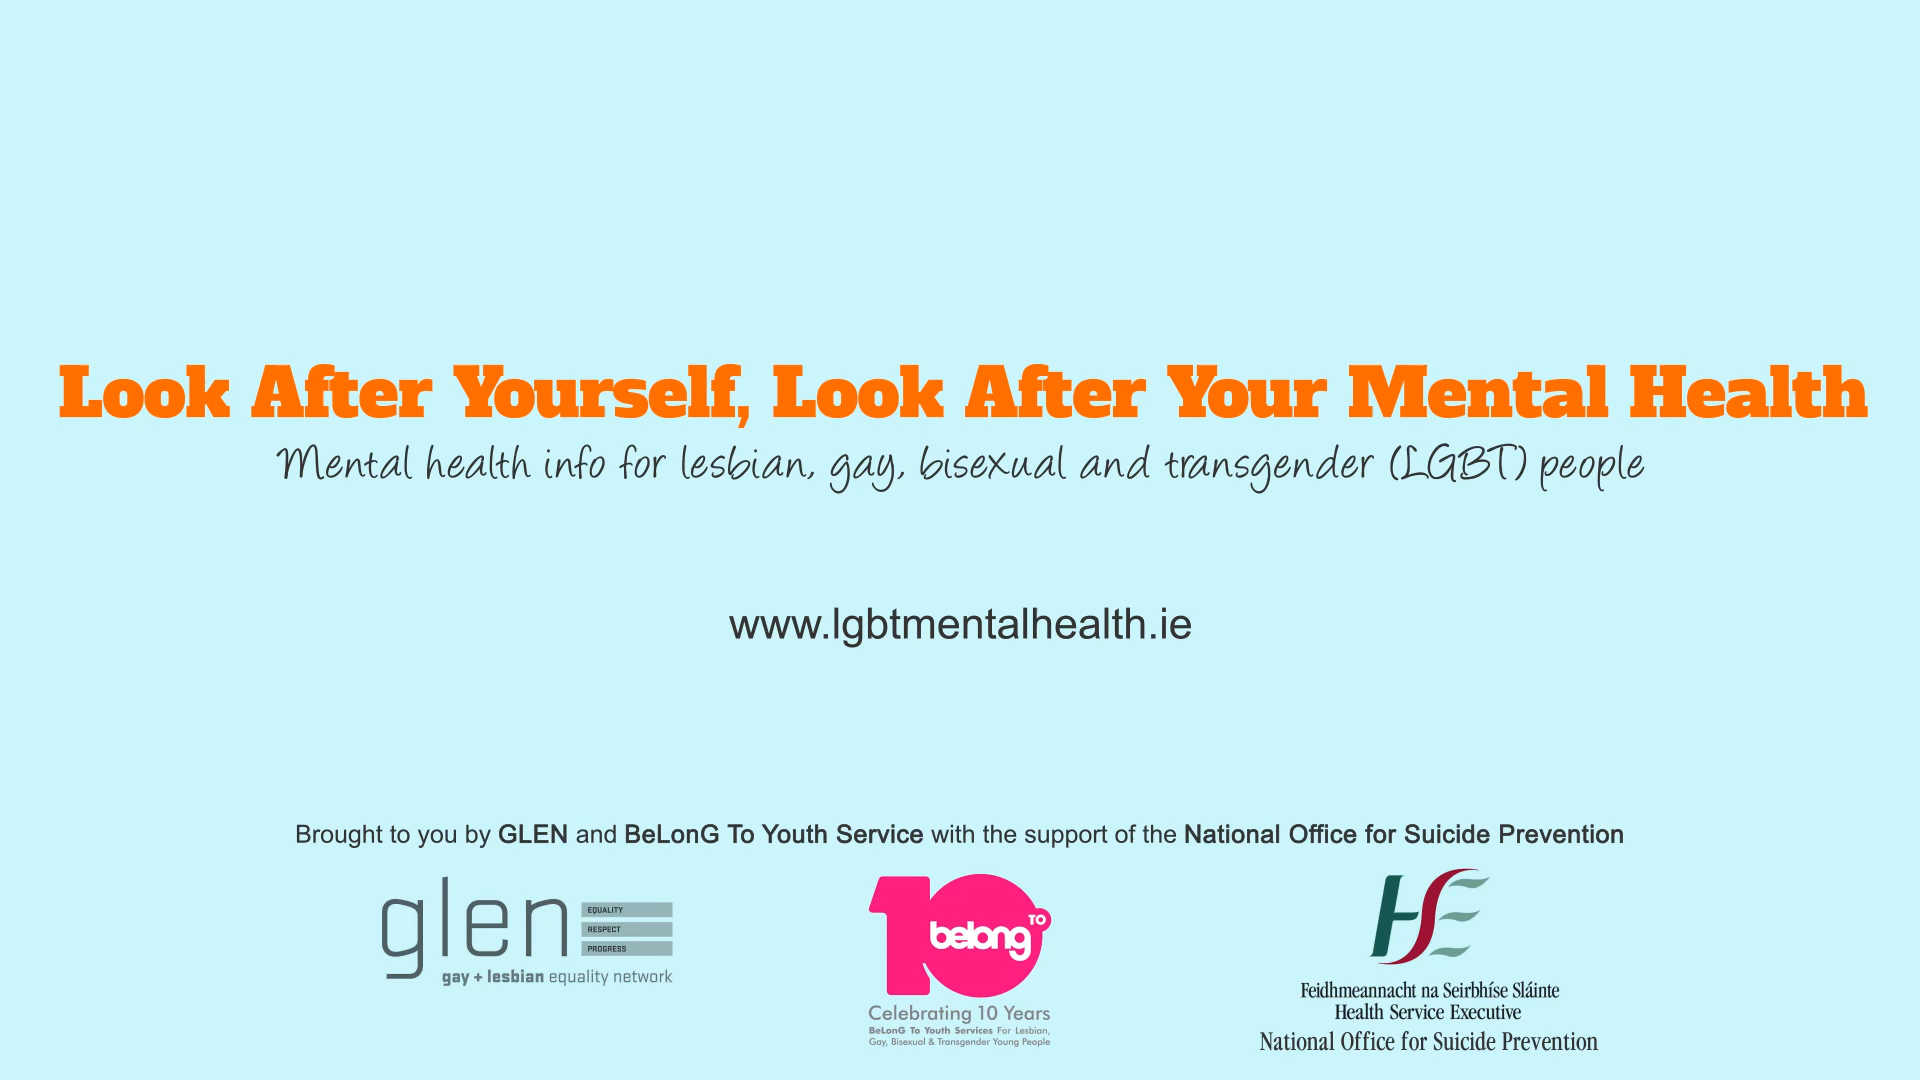 Look After Yourself, Look After Your Mental Health
Mental health info for lesbian, gay, bisexual and transgender (LGBT) people
www.lgbtmentalhealth.ie
Brought to you by GLEN and BeLonG To Youth Service with the support of the National Office for Suicide Prevention
glen
EQUALITY
RESPECT
PROGRESS
gay + lesbian equality network
10
belong TO
Celebrating 10 Years
BeLonG To Youth Services For Lesbian,
Gay, Bisexual & Transgender Young People
HSE
Feidhmeannacht na Seirbhíse Sláinte
Health Service Executive
National Office for Suicide Prevention